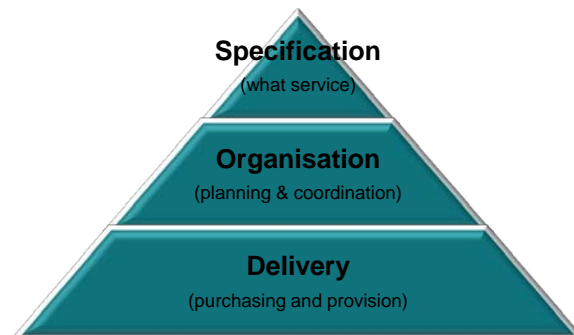 Specification
(what service)
Organisation
(planning & coordination)
Delivery
(purchasing and provision)